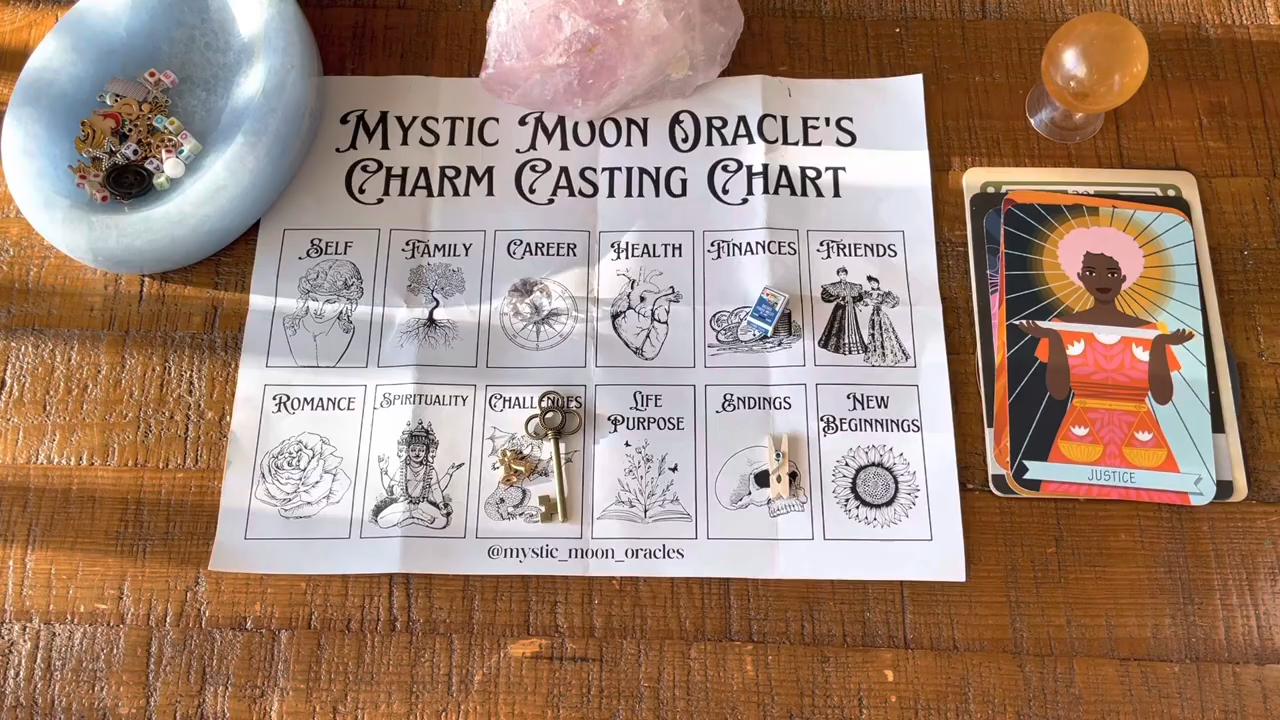 Mystic Moon Oracle's
Charm Casting Chart
Self
Family
Career
Health
Finances
Friends
Romance
Spirituality
Challenges
Life
Purpose
Endings
New
Beginnings
@mystic_moon_oracles
JUSTICE